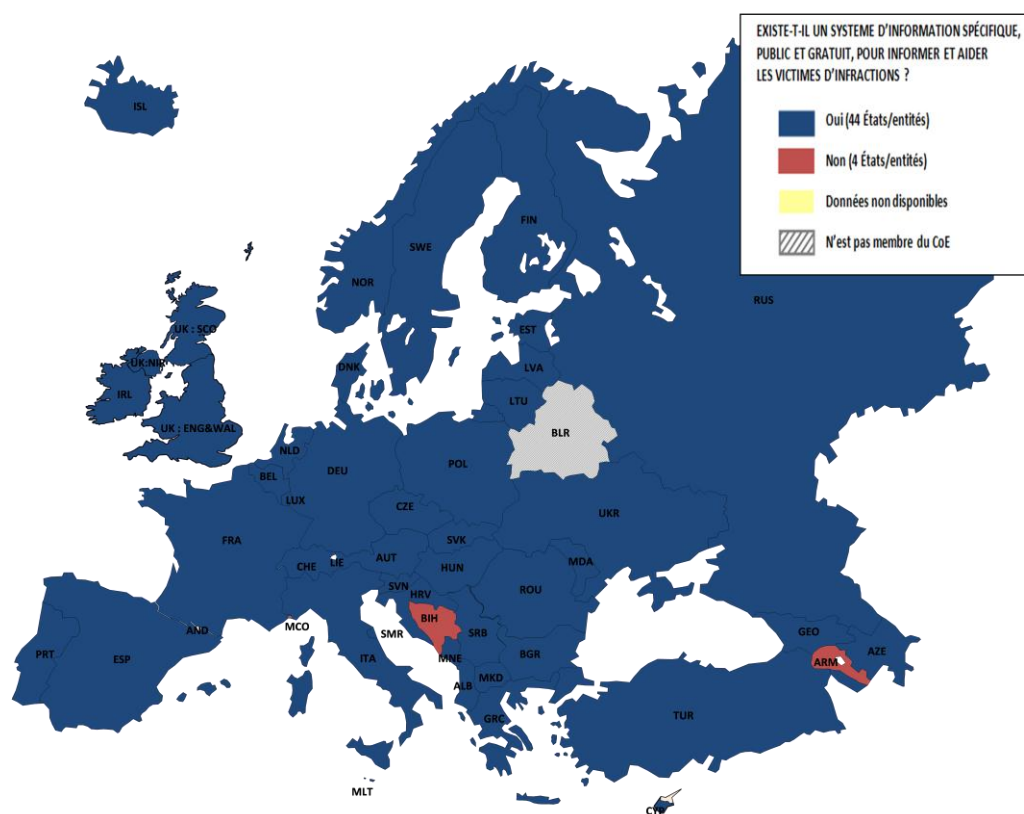 EXISTE-T-IL UN SYSTEME D'INFORMATION SPÉCIFIQUE,
PUBLIC ET GRATUIT, POUR INFORMER ET AIDER
LES VICTIMES D'INFRACTIONS ?
Oui (44 États/entités)
Non (4 États/entités)
Données non disponibles
N'est pas membre du CoE
ISL
FIN
SWE
NOR
RUS
UK : SCO
EST
UK:NIR
DNK
LVA
IRL
LTU
UK : ENG&WAL
BLR
NLD
POL
DEU
BEL
LUX
CZE
UKR
FRA
SVK
AUT
MDA
CHE
LIE
HUN
SVN
ROU
HRV
BIH
MCO
AND
SMR
SRB
GEO
PRT
ESP
ITA
MNE
BGR
AZE
ARM
MKD
ALB
GRC
TUR
MLT
CYP